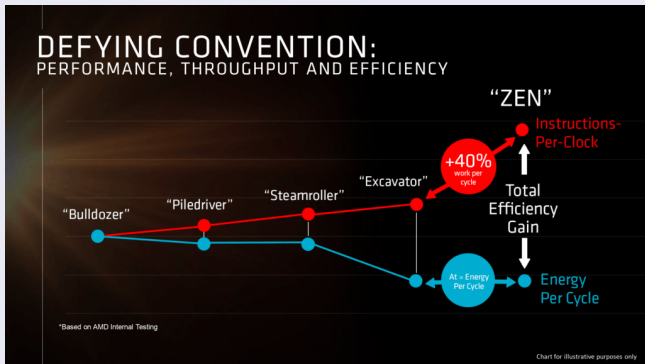 DEFYING CONVENTION:
PERFORMANCE, THROUGHPUT AND EFFICIENCY
“ZEN”
Instructions-
Per-Clock
+40%
work per
cycle
“Excavator”
“Steamroller”
“Piledriver”
“Bulldozer”
Total
Efficiency
Gain
At = Energy
Per Cycle
Energy
Per Cycle
*Based on AMD Internal Testing
Chart for illustrative purposes only